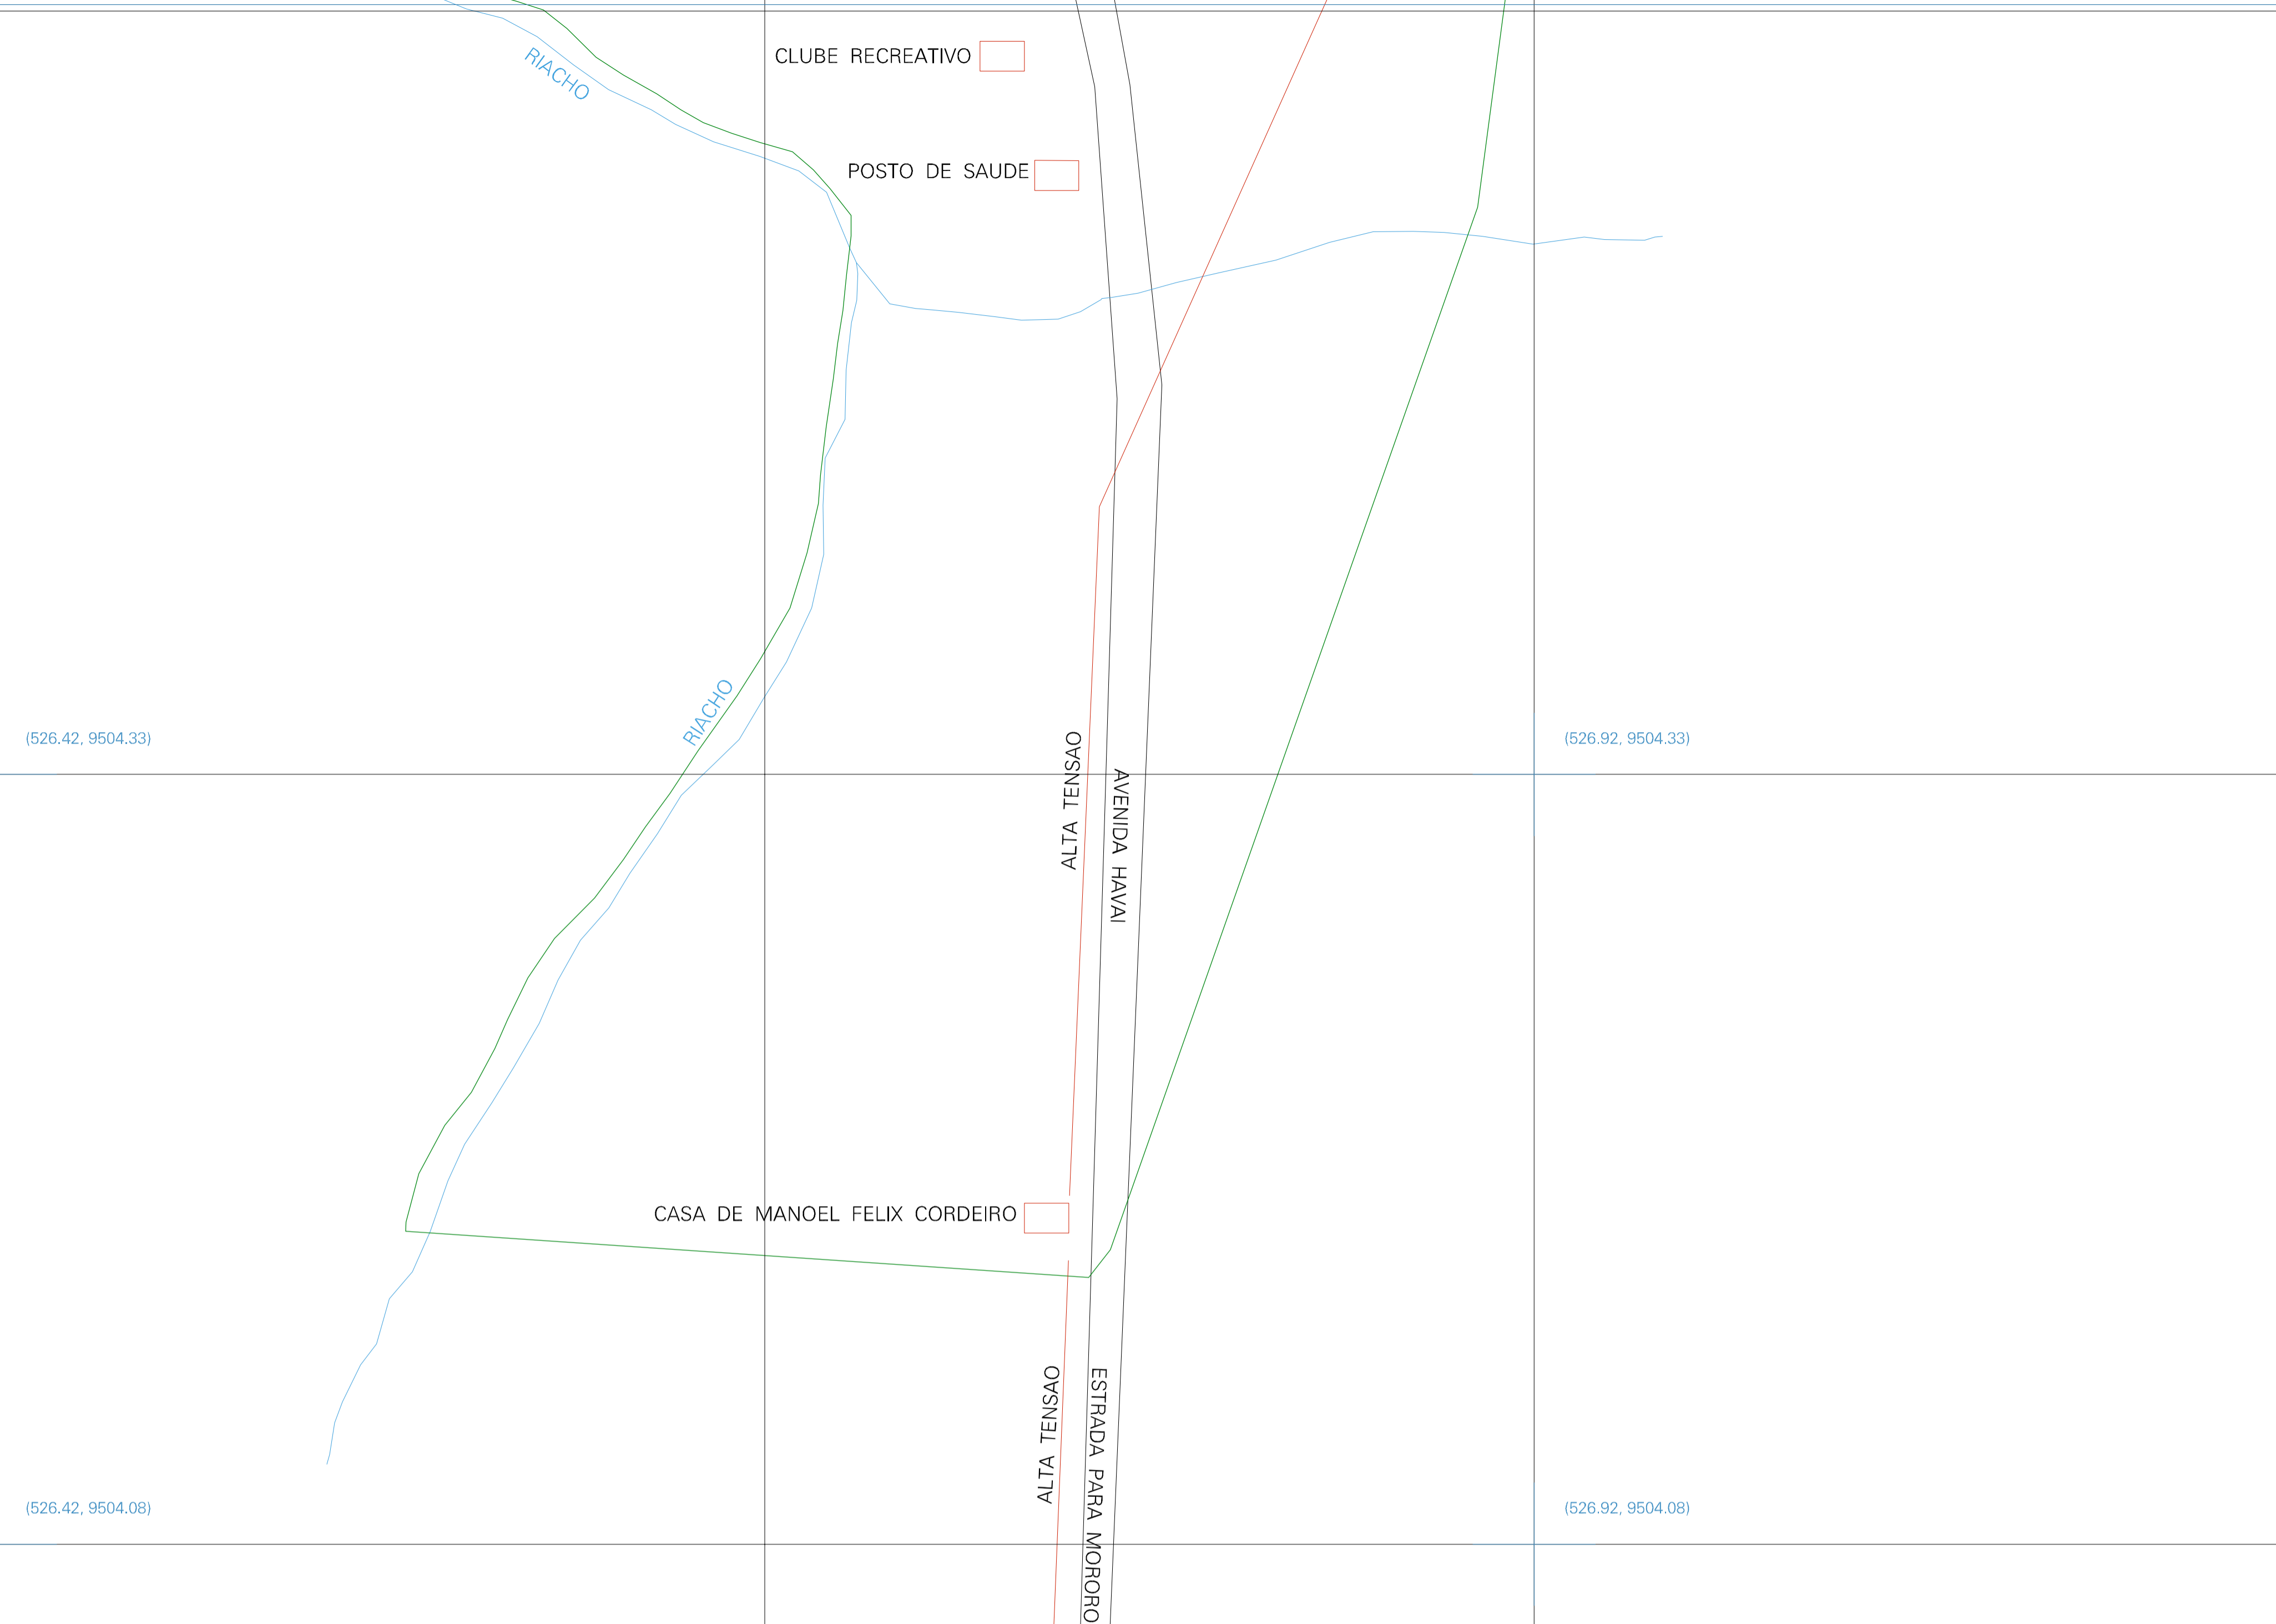 CLUBE RECREATIVO
RIACHO
POSTO DE SAUDE
RIACHO
(526.42, 9504.33)
ALTA TENSAO
AVENIDA HAVAI
(526.92, 9504.33)
CASA DE MANOEL FELIX CORDEIRO
ALTA TENSAO
ESTRADA PARA MORORO
(526.42, 9504.08)
(526.92, 9504.08)